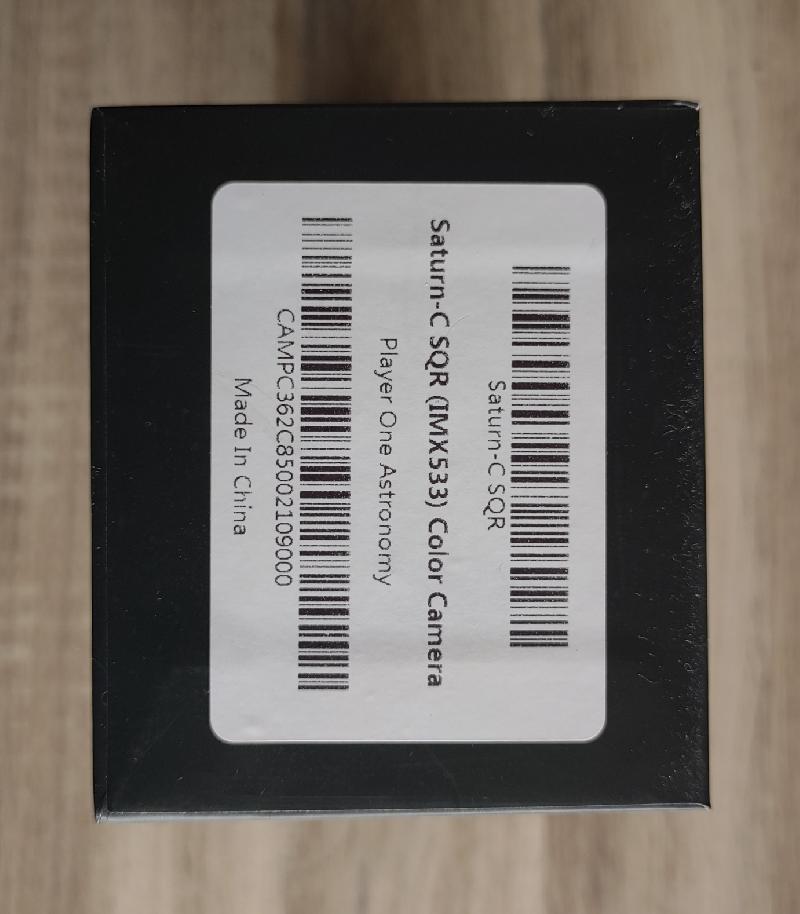 Saturn-C SQR
Saturn-C SQR (IMX533) Color Camera
Player One Astronomy
CAMPC362C85002109000
Made In China